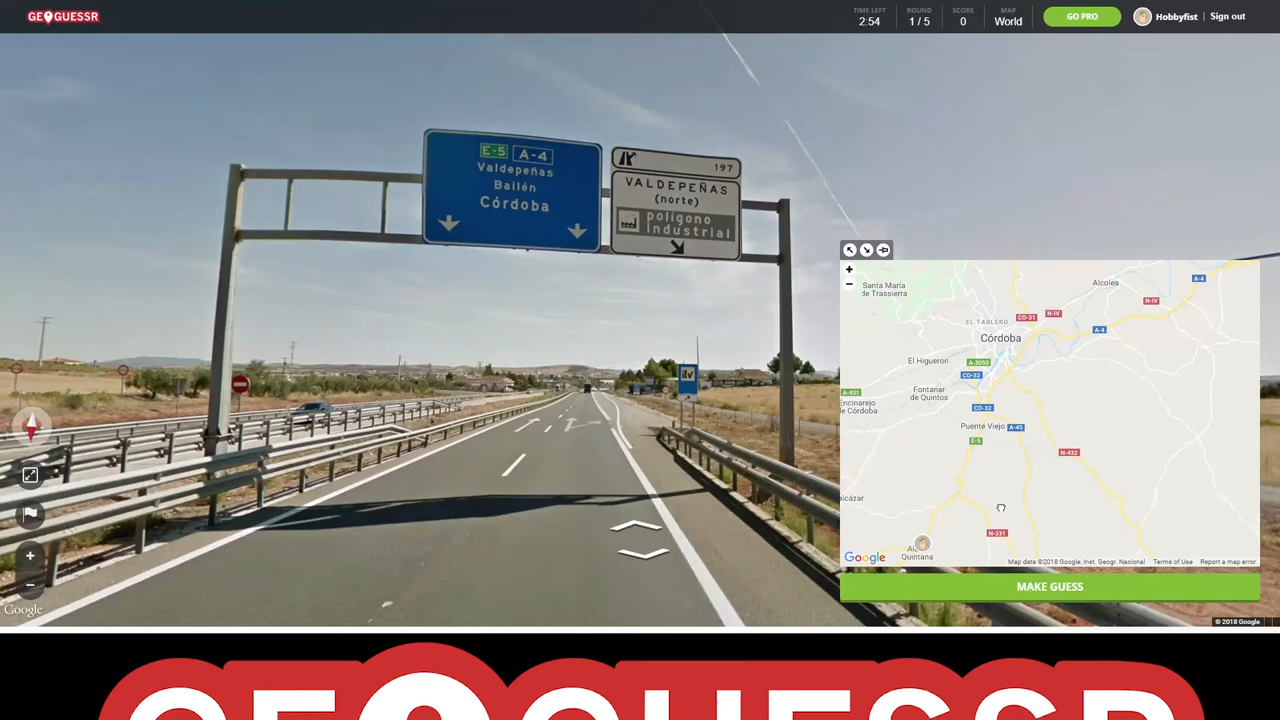 GEOGUESSR
TIME LEFT
2:54
ROUND
1 / 5
SCORE
0
MAP
World
GO PRO
Hobbyfist | Sign out
E-5 A-4
Valdepeñas
Bailén
Córdoba
197
VALDEPEÑAS
(norte)
polígono
industrial
itv
+
−
Santa María
de Trassierra
Alcolea
A-4
N-IV
EL TABLERO
CO-31
N-IV
A-4
Córdoba
El Higueron
A-3050
CO-32
A-431
Fontanar
de Quintos
Encinarejo
de Córdoba
CO-32
Puente Viejo
A-45
E-5
N-432
alcázar
N-331
Quintana
Google
Map data ©2018 Google, Inst. Geogr. Nacional
Terms of Use
Report a map error
MAKE GUESS
+
−
Google
© 2018 Google
GEOGUESSR